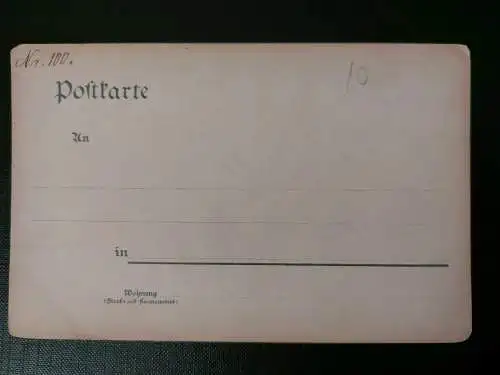 Nr. 100.
10
Postkarte
An
in
Wohnung
(Straße und Hausnummer)